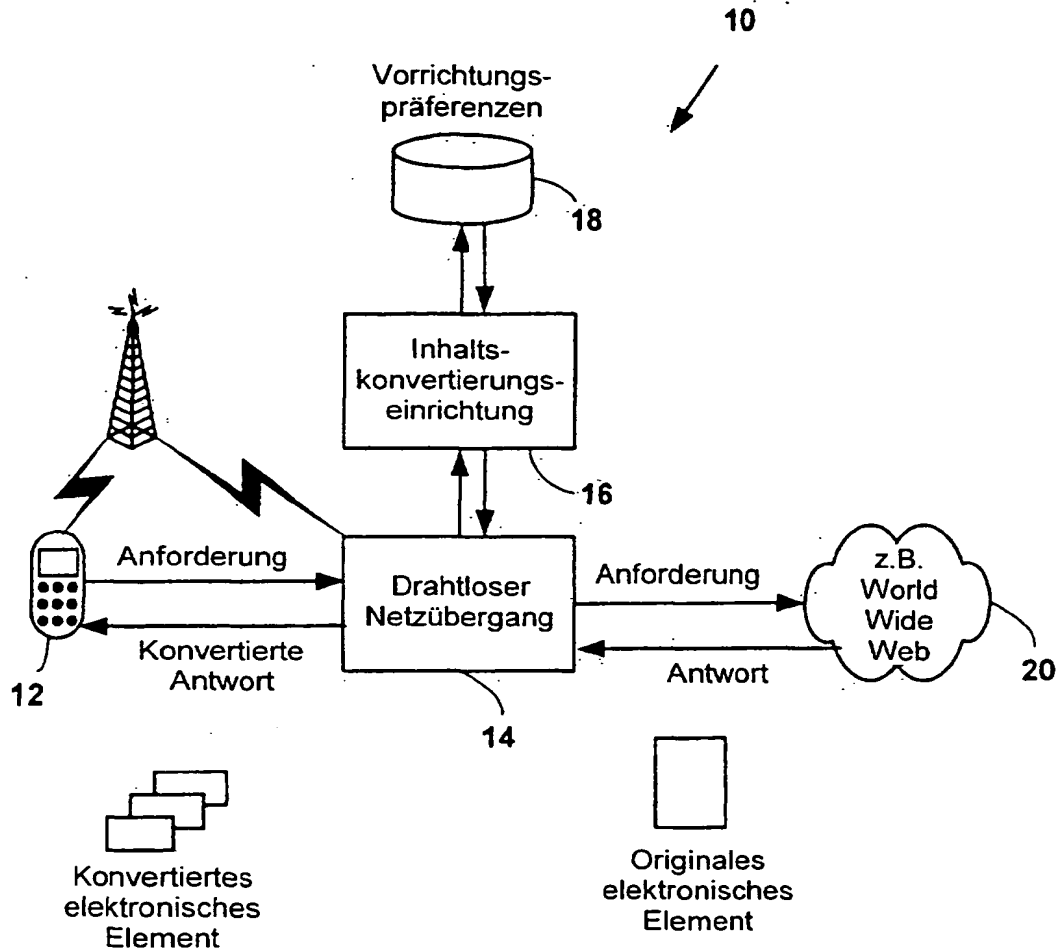 10
Vorrichtungs-
präferenzen
18
Inhalts-
konvertierungs-
einrichtung
16
Anforderung
Drahtloser
Netzübergang
Anforderung
z.B.
World
Wide
Web
Konvertierte
Antwort
Antwort
12
14
20
Konvertiertes
elektronisches
Element
Originales
elektronisches
Element